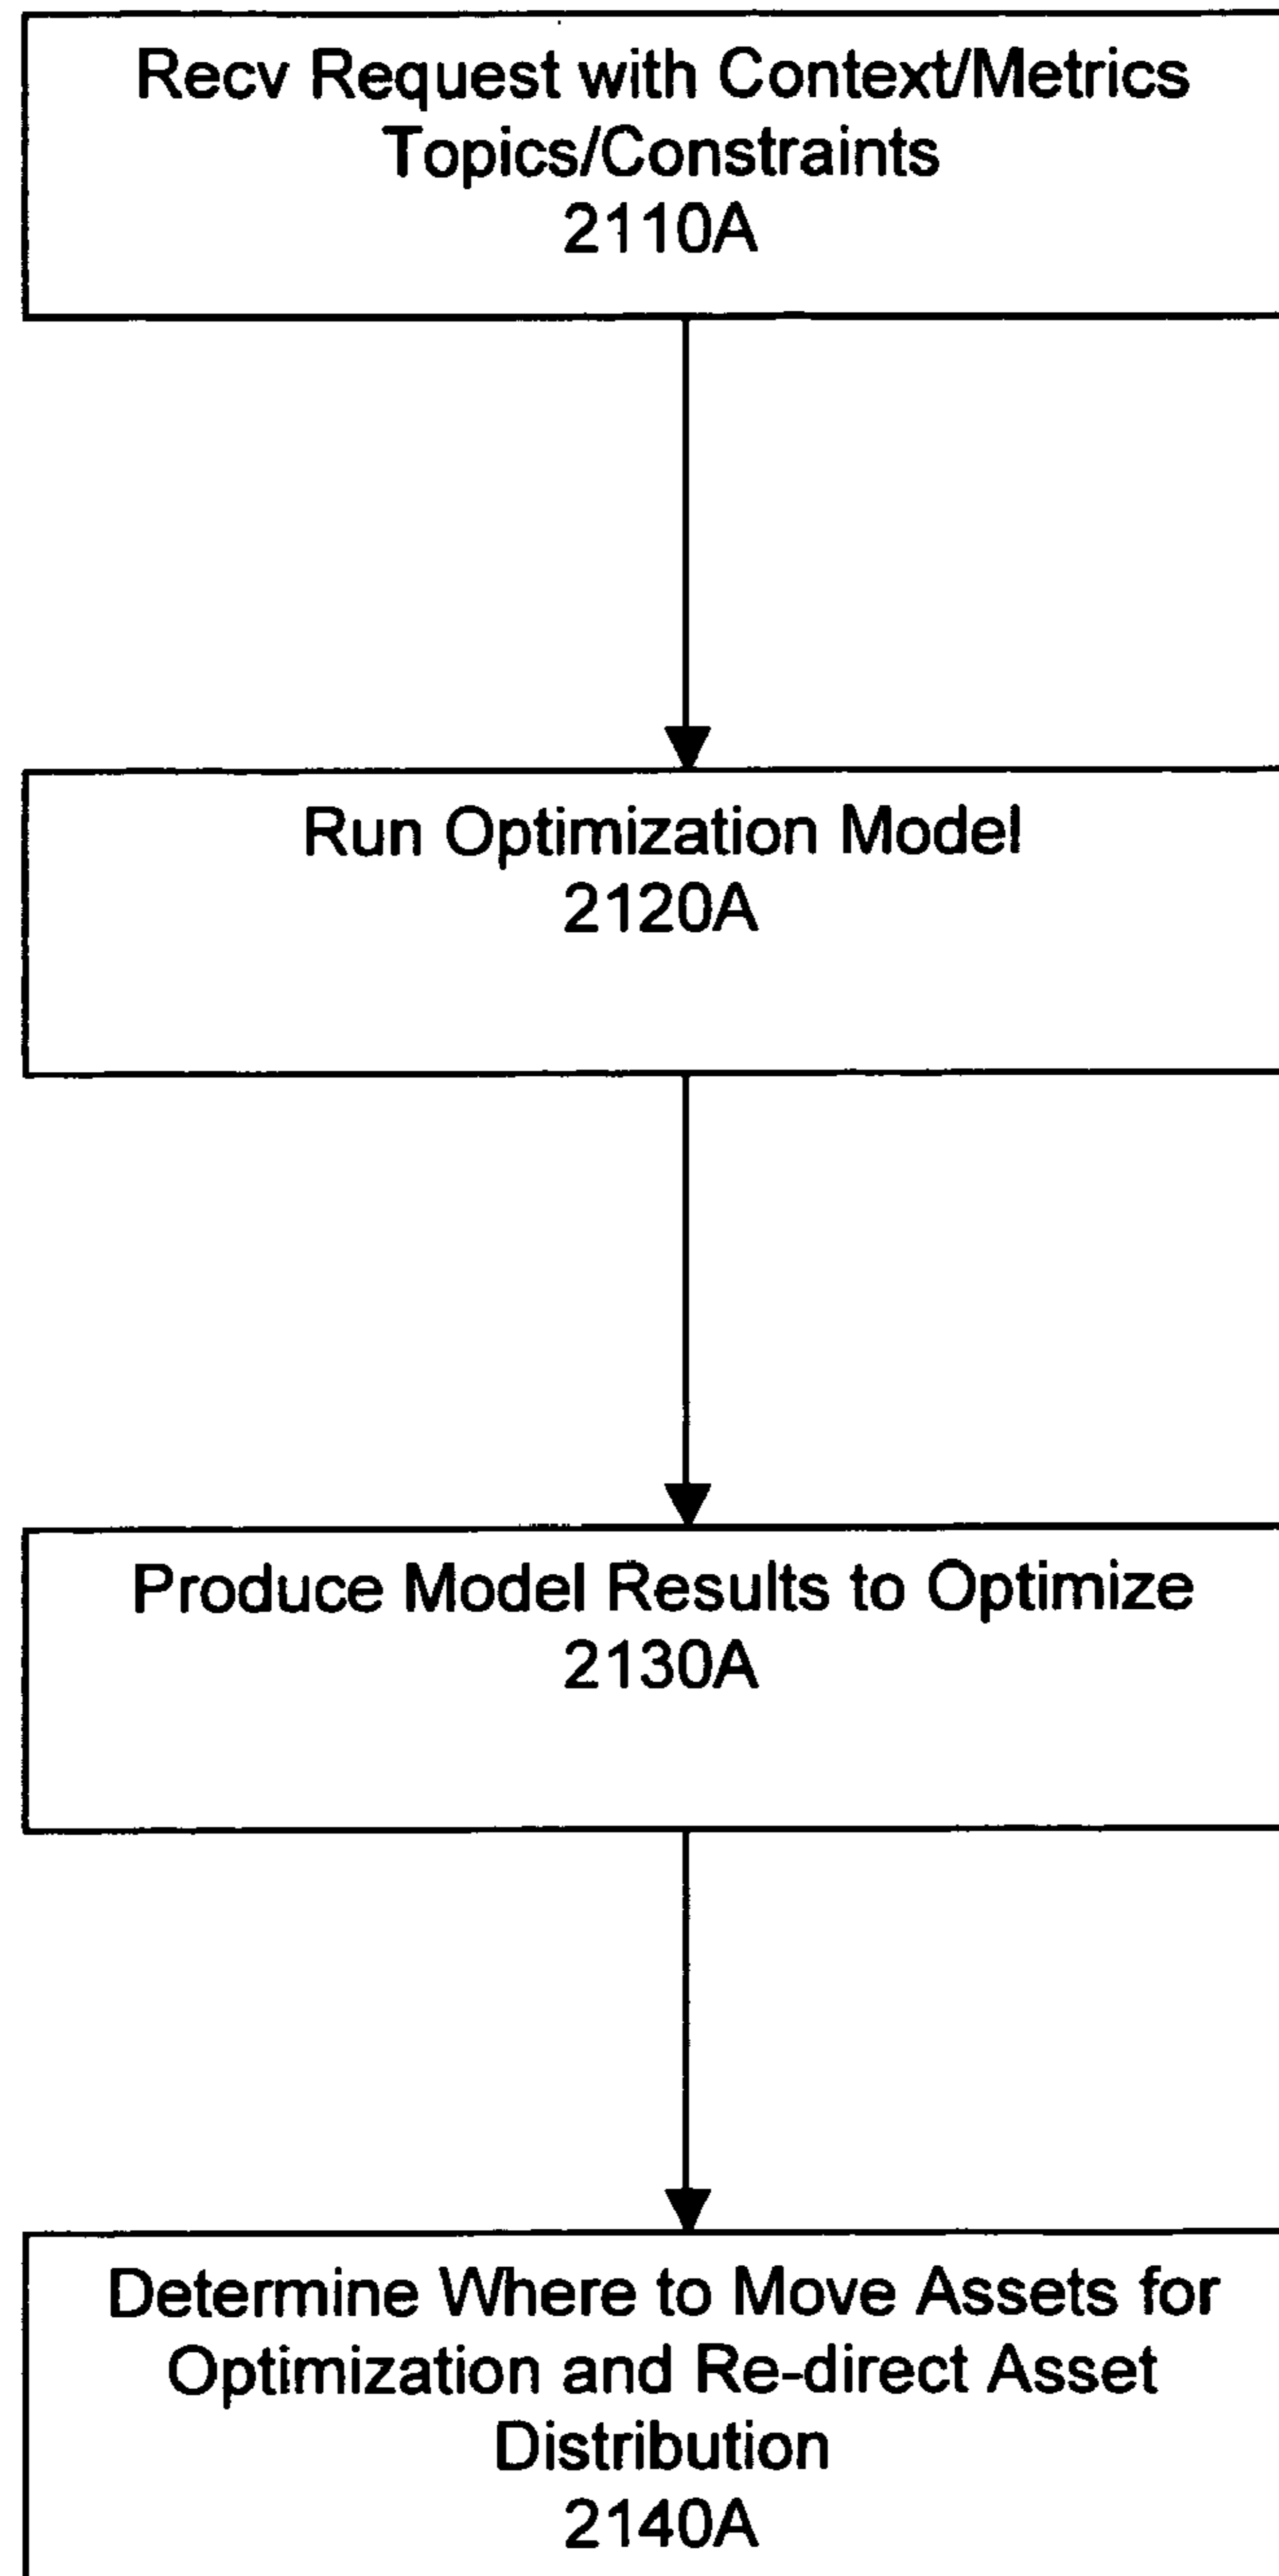 Recv Request with Context/Metrics
Topics/Constraints
2110A
Run Optimization Model
2120A
Produce Model Results to Optimize
2130A
Determine Where to Move Assets for
Optimization and Re-direct Asset
Distribution
2140A